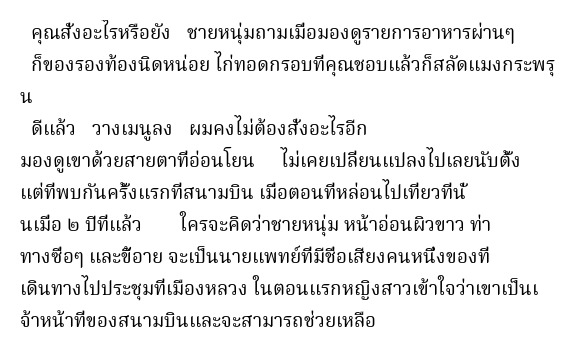 คุณสั่งอะไรหรือยัง ชายหนุ่มถามเมื่อมองดูรายการอาหารผ่านๆ
ก็ของรองท้องนิดหน่อย ไก่ทอดกรอบที่คุณชอบแล้วก็สลัดแมงกระพรุ
น
ดีแล้ว วางเมนูลง ผมคงไม่ต้องสั่งอะไรอีก
มองดูเขาด้วยสายตาที่อ่อนโยน ไม่เคยเปลี่ยนแปลงไปเลยนับตั้ง
แต่ที่พบกันครั้งแรกที่สนามบิน เมื่อตอนที่หล่อนไปเที่ยวที่นั่
นเมื่อ ๒ ปีที่แล้ว ใครจะคิดว่าชายหนุ่ม หน้าอ่อนผิวขาว ท่า
ทางซื่อๆ และขี้อาย จะเป็นนายแพทย์ที่มีชื่อเสียงคนหนึ่งของที่
เดินทางไปประชุมที่เมืองหลวง ในตอนแรกหญิงสาวเข้าใจว่าเขาเป็นเ
จ้าหน้าที่ของสนามบินและจะสามารถช่วยเหลือ